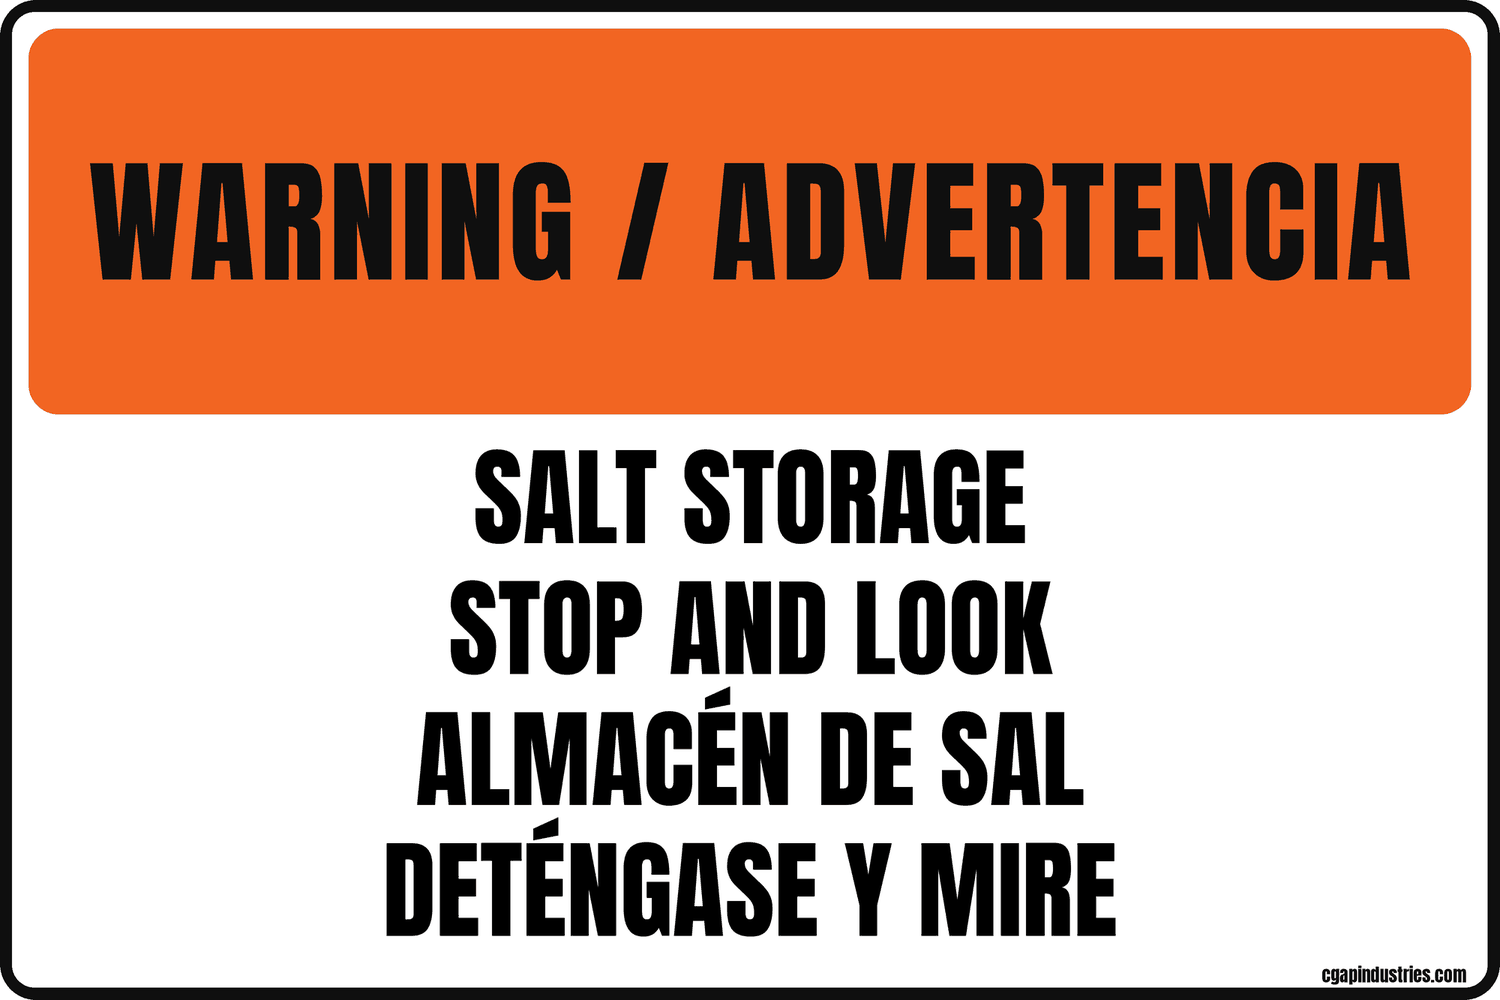 WARNING / ADVERTENCIA
SALT STORAGE
STOP AND LOOK
ALMACÉN DE SAL
DETÉNGASE Y MIRE
cgapindustries.com